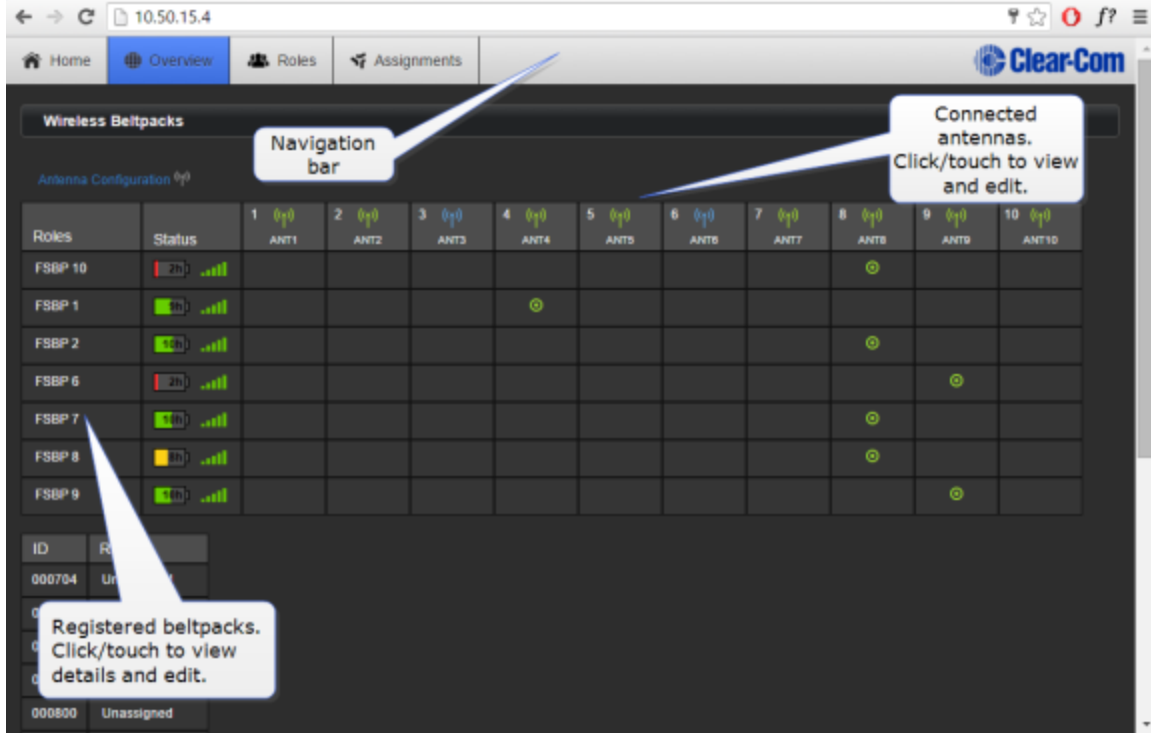 10.50.15.4
f?
Home Overview Roles Assignments Clear-Com
Wireless Beltpacks
Navigation
bar
Connected
antennas.
Click/touch to view
and edit.
Antenna Configuration
Roles Status
1 2 3 4 5 6 7 8 9 10
ANT1 ANT2 ANT3 ANT4 ANT5 ANT6 ANT7 ANT8 ANT9 ANT10
FSBP 10 2h
FSBP 1
FSBP 2 10h
FSBP 6 2h
FSBP 7 10h
FSBP 8
FSBP 9 10h
ID
000704
Registered beltpacks.
Click/touch to view
details and edit.
000800 Unassigned